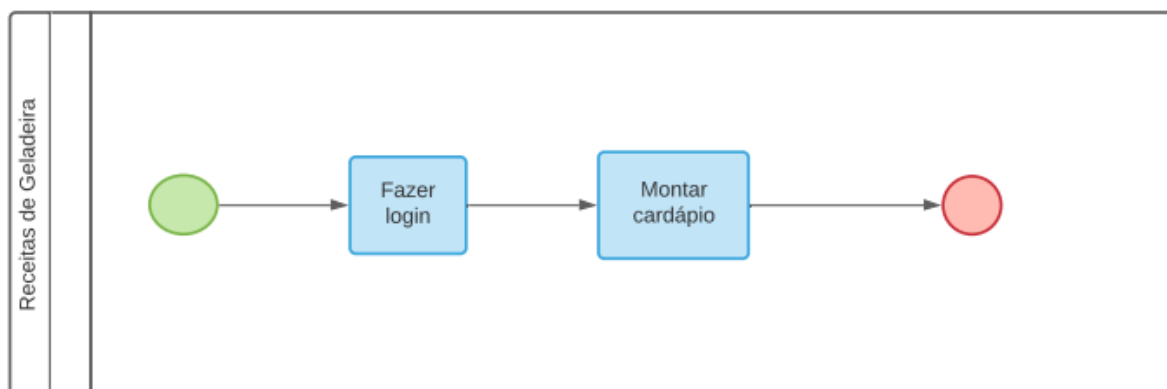 Receitas de Geladeira
Fazer
login
Montar
cardápio